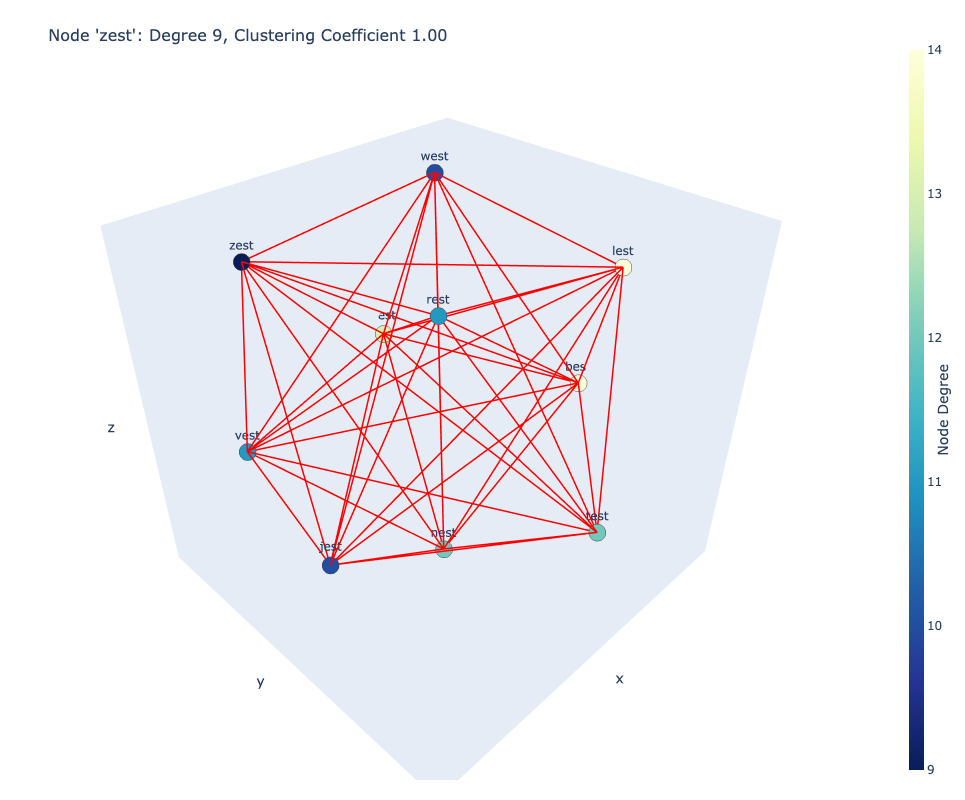 Node 'zest': Degree 9, Clustering Coefficient 1.00
14
west
13
zest
lest
rest
est
12
bes
Node Degree
z
vest
11
test
nest
jest
10
x
y
9